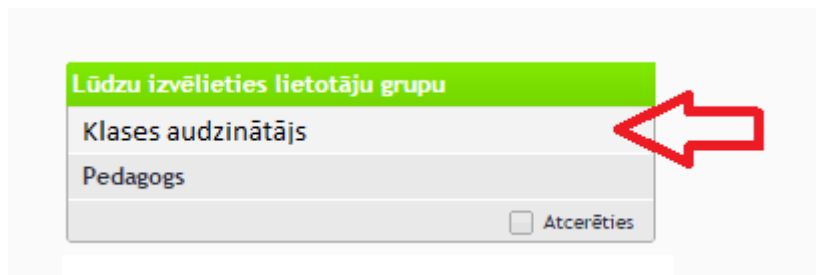 Lūdzu izvēlieties lietotāju grupu
Klases audzinātājs
Pedagogs
Atcerēties